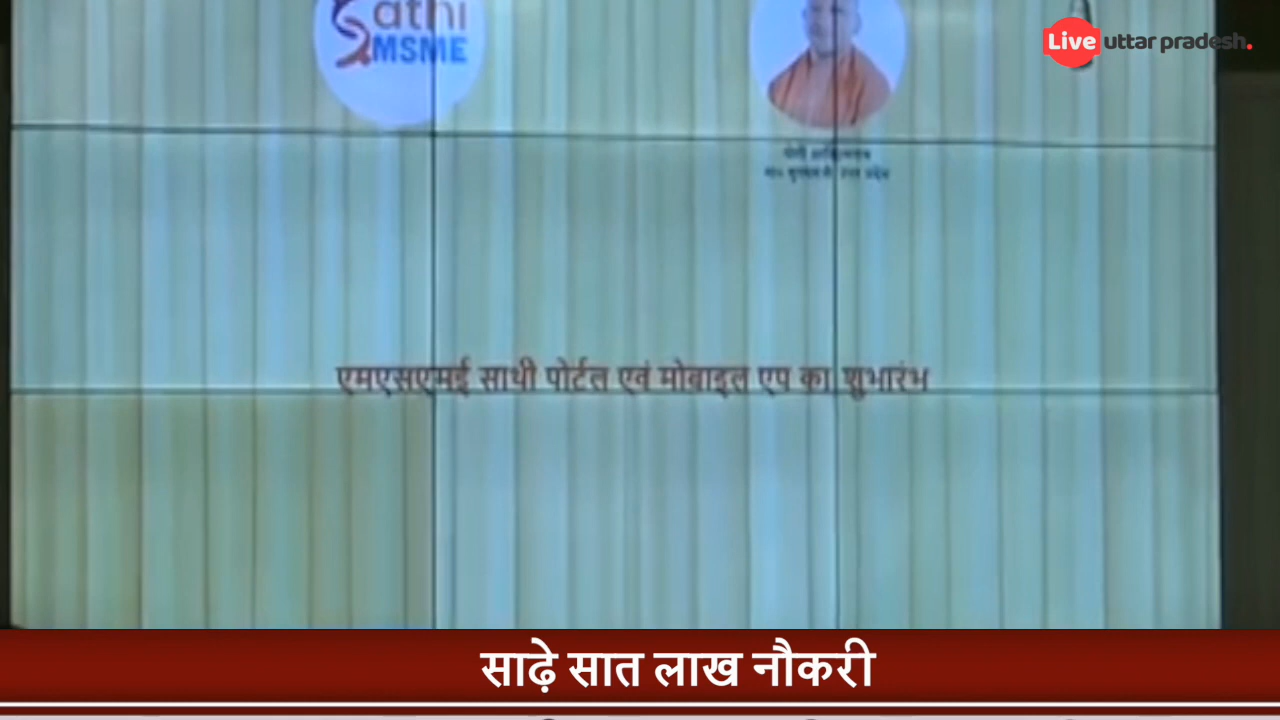 athi
MSME
Live uttar pradesh.
एमएसएमई साथी पोर्टल एवं मोबाइल एप का शुभारंभ
साढ़े सात लाख नौकरी